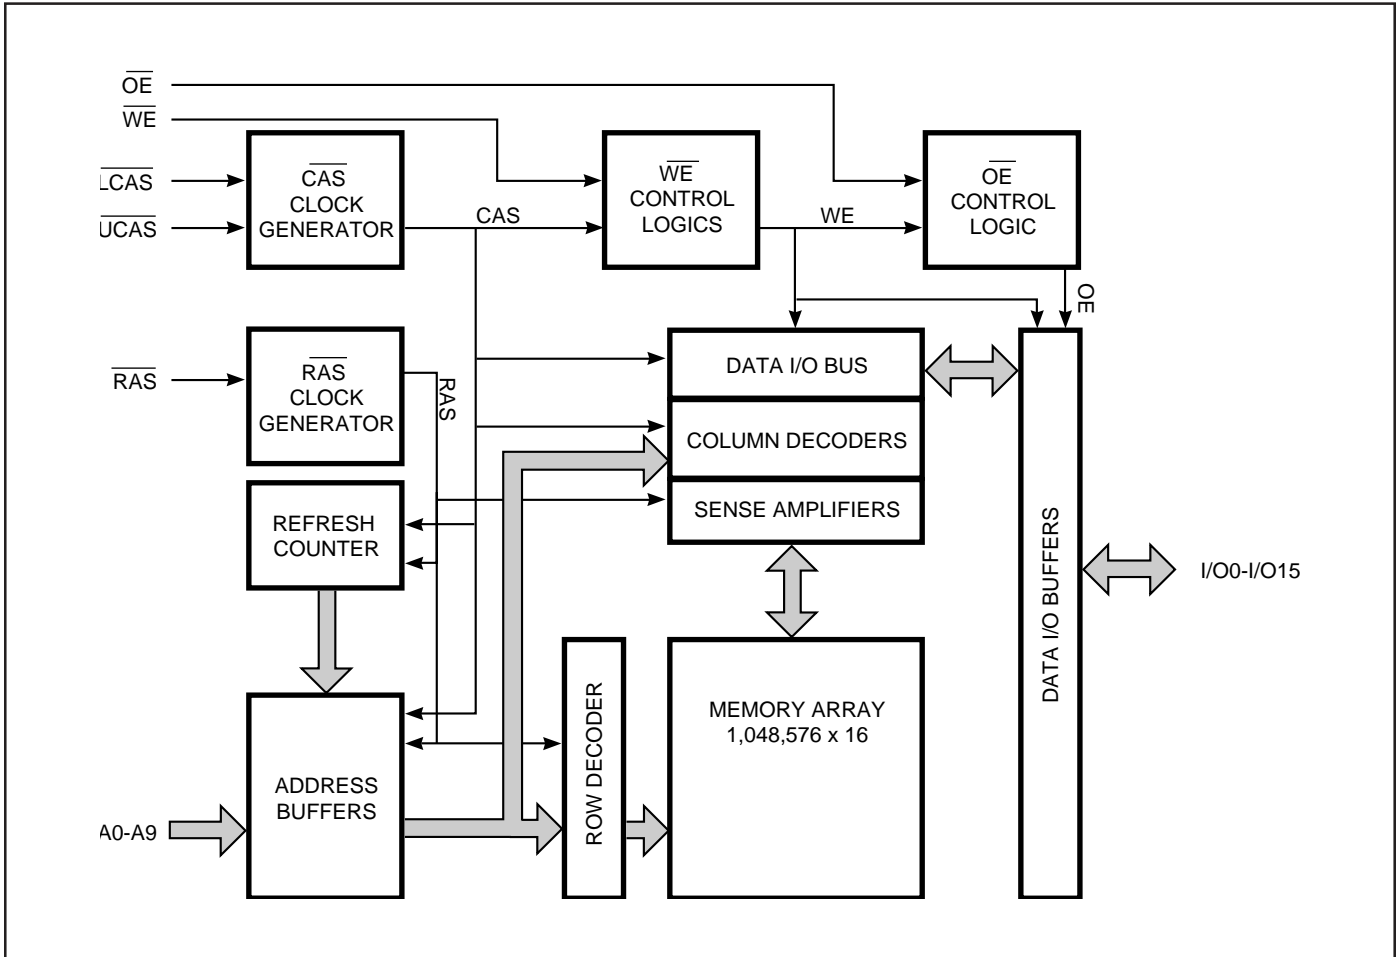 OE
WE
LCAS
UCAS
CAS
CLOCK
GENERATOR
CAS
WE
CONTROL
LOGICS
WE
OE
CONTROL
LOGIC
OE
RAS
RAS
CLOCK
GENERATOR
RAS
DATA I/O BUS
COLUMN DECODERS
SENSE AMPLIFIERS
REFRESH
COUNTER
DATA I/O BUFFERS
I/O0-I/O15
MEMORY ARRAY
1,048,576 x 16
ROW DECODER
ADDRESS
BUFFERS
A0-A9